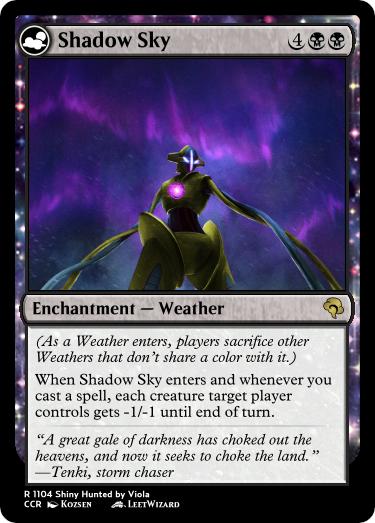 Shadow Sky 4
Enchantment — Weather
(As a Weather enters, players sacrifice other
Weathers that don't share a color with it.)
When Shadow Sky enters and whenever you
cast a spell, each creature target player
controls gets -1/-1 until end of turn.
“A great gale of darkness has choked out the
heavens, and now it seeks to choke the land.”
—Tenki, storm chaser
R 1104 Shiny Hunted by Viola
CCR Kozsen LeetWizard